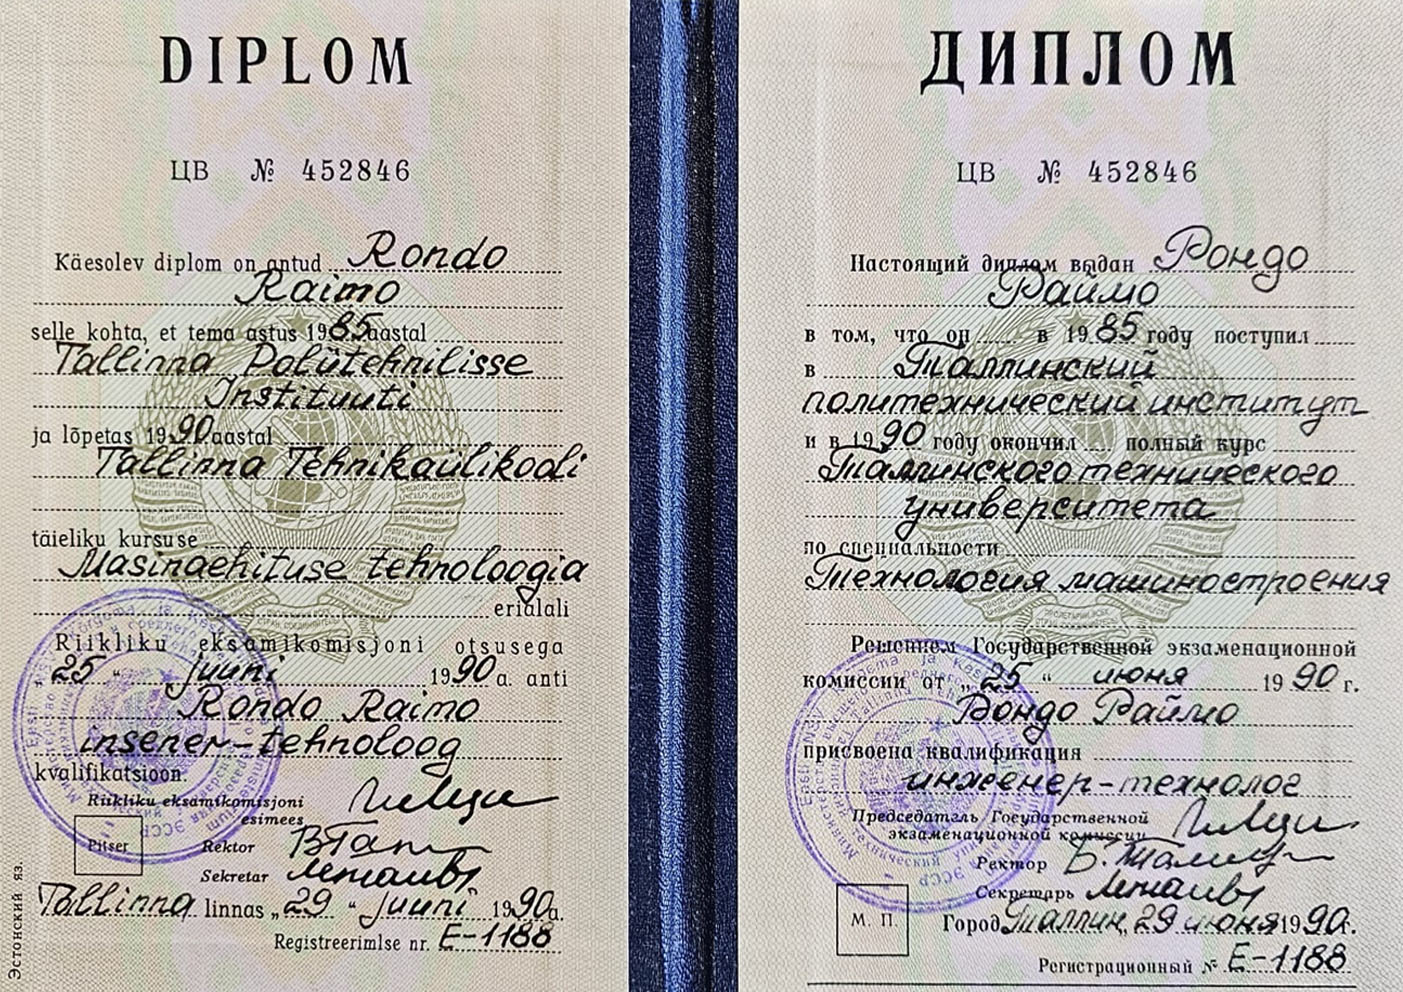 DIPLOM
ЦВ № 452846
Käesolev diplom on antud Rondo
Raimo
selle kohta, et tema astus 1985 aastal
Tallinna Polütehnilisse
Instituuti
ja lõpetas 1990 aastal
Tallinna Tehnikaülikooli
täieliku kursuse
Masinaehituse tehnoloogia
erialali
Riikliku eksamikomisjoni otsusega
25 " juuni 1990 a. anti
Rondo Raimo
insener-tehnoloog
kvalifikatsioon.
Riikliku eksamikomisjoni
esimees
Pitser
Rektor
Sekretar
Tallinna linnas „29 " juuni 1990a.
Registreerimlse nr. E-1188
Эстонский яз.
ДИПЛОМ
ЦВ № 452846
Настоящий диплом выдан Рондо
Раймо
в том, что он в 1985 году поступил
в Таллинский
политехнический институт
и в 1990 году окончил полный курс
Таллинского технического
университета
по специальности
Технология машиностроения
Решением Государственной экзаменационной
комиссии от „25 " июня 1990 г.
Рондо Раймо
присвоена квалификация
инженер-технолог
Председатель Государственной
экзаменационной комиссии
Ректор
Секретарь
М. П.
Город Таллин, 29 июня 1990г.
Регистрационный № E-1188